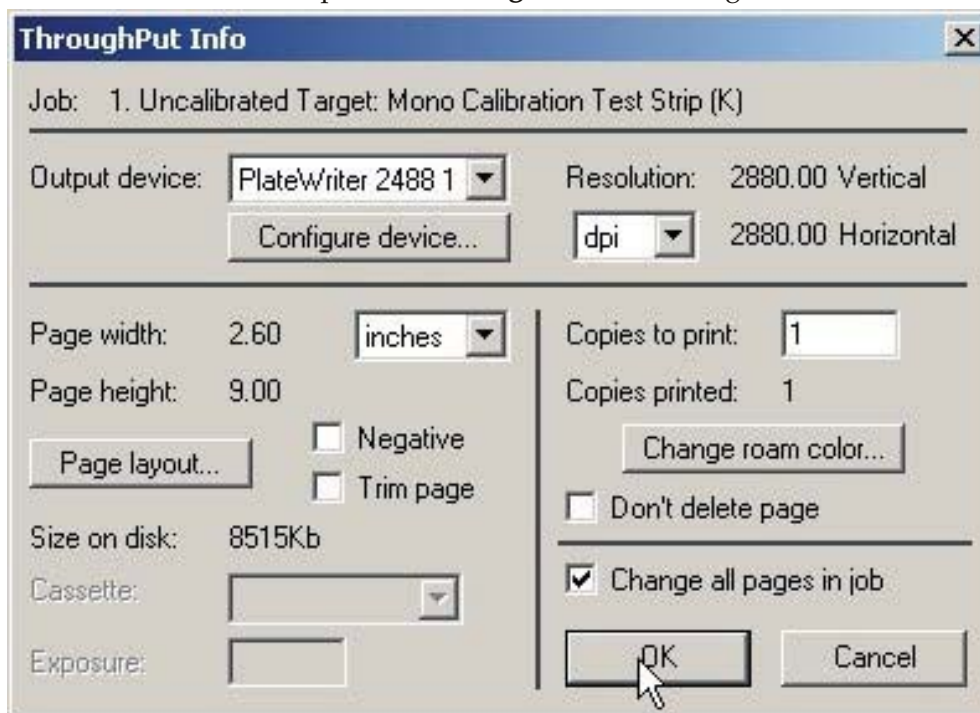 ThroughPut Info
Job: 1. Uncalibrated Target: Mono Calibration Test Strip (K)
Output device: PlateWriter 2488 1
Configure device...
Resolution: 2880.00 Vertical
dpi 2880.00 Horizontal
Page width: 2.60 inches
Page height: 9.00
Page layout...
Negative
Trim page
Size on disk: 8515Kb
Cassette:
Exposure:
Copies to print: 1
Copies printed: 1
Change roam color...
Don't delete page
Change all pages in job
OK
Cancel